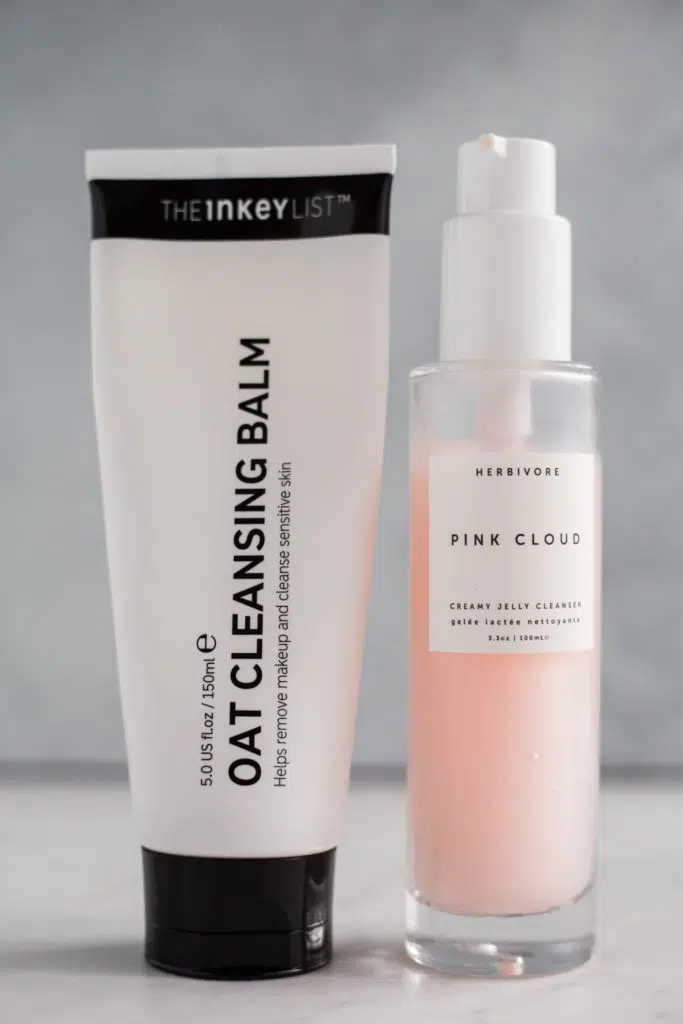 THE INKEY LIST™
OAT CLEANSING BALM
Helps remove makeup and cleanse sensitive skin
5.0 US fl.oz / 150ml ℮
HERBIVORE
PINK CLOUD
CREAMY JELLY CLEANSER
gelée lactée nettoyante
3.3oz | 100mL℮